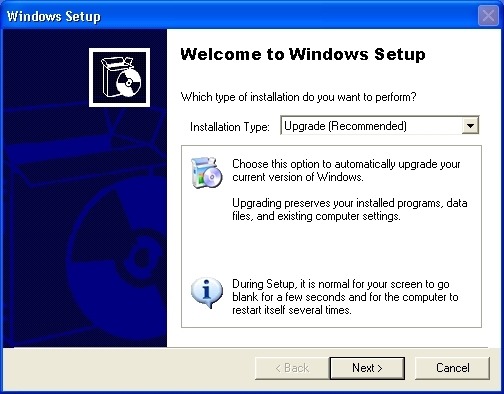 Windows Setup
Welcome to Windows Setup
Which type of installation do you want to perform?
Installation Type: Upgrade (Recommended)
Choose this option to automatically upgrade your
current version of Windows.
Upgrading preserves your installed programs, data
files, and existing computer settings.
During Setup, it is normal for your screen to go
blank for a few seconds and for the computer to
restart itself several times.
< Back Next > Cancel